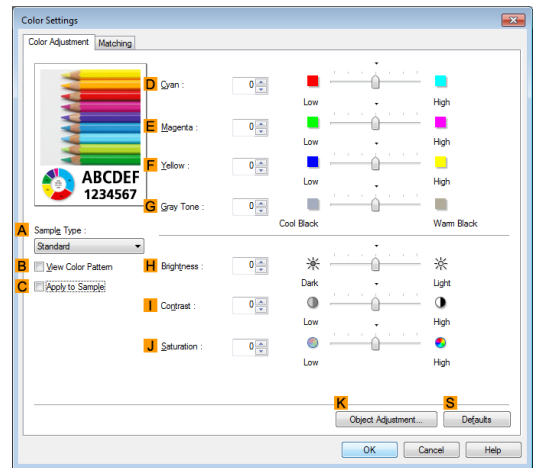 Color Settings
Color Adjustment Matching
D Cyan : 0
Low High
E Magenta : 0
Low High
F Yellow : 0
Low High
ABCDEF
1234567
G Gray Tone : 0
Cool Black Warm Black
A Sample Type :
Standard
B View Color Pattern
C Apply to Sample
H Brightness : 0
Dark Light
I Contrast : 0
Low High
J Saturation : 0
Low High
K S
Object Adjustment... Defaults
OK Cancel Help